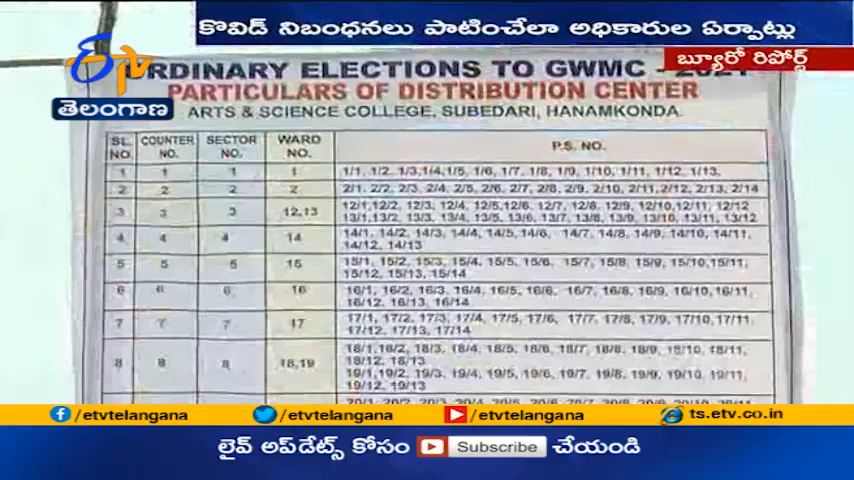 కొవిడ్ నిబంధనలు పాటించేలా అధికారుల ఏర్పాట్లు
బ్యూరో రిపోర్ట్
ETV
తెలంగాణ
RDINARY ELECTIONS TO GWMC - 2021
PARTICULARS OF DISTRIBUTION CENTER
ARTS & SCIENCE COLLEGE, SUBEDARI, HANAMKONDA.
SL. NO. COUNTER NO. SECTOR NO. WARD NO. P.S. NO.
1 1 1 1 1/1, 1/2, 1/3,1/4,1/5, 1/6, 1/7, 1/8, 1/9, 1/10, 1/11, 1/12, 1/13,
2 2 2 2 2/1, 2/2, 2/3, 2/4, 2/5, 2/6, 2/7, 2/8, 2/9, 2/10, 2/11,2/12, 2/13, 2/14
3 3 3 12,13 12/1,12/2, 12/3, 12/4, 12/5,12/6, 12/7, 12/8, 12/9, 12/10,12/11, 12/12
13/1,13/2, 13/3, 13/4, 13/5, 13/6, 13/7, 13/8, 13/9, 13/10, 13/11, 13/12
4 4 4 14 14/1, 14/2, 14/3, 14/4, 14/5, 14/6, 14/7, 14/8, 14/9, 14/10, 14/11,
14/12, 14/13
5 5 5 15 15/1, 15/2, 15/3, 15/4, 15/5, 15/6, 15/7, 15/8, 15/9, 15/10,15/11,
15/12, 15/13, 15/14
6 6 6 16 16/1, 16/2, 16/3, 16/4, 16/5, 16/6, 16/7, 16/8, 16/9, 16/10, 16/11,
16/12, 16/13, 16/14
7 7 7 17 17/1, 17/2, 17/3, 17/4, 17/5, 17/6, 17/7, 17/8, 17/9, 17/10, 17/11,
17/12, 17/13, 17/14
8 8 8 18,19 18/1,18/2, 18/3, 18/4, 18/5, 18/6, 18/7, 18/8, 18/9, 18/10, 18/11,
18/12, 18/13
19/1, 19/2, 19/3, 19/4, 19/5, 19/6, 19/7, 19/8, 19/9, 19/10, 19/11,
19/12, 19/13
/etvtelangana /etvtelangana /etvtelangana ts.etv.co.in
లైవ్ అప్‌డేట్స్ కోసం Subscribe చేయండి